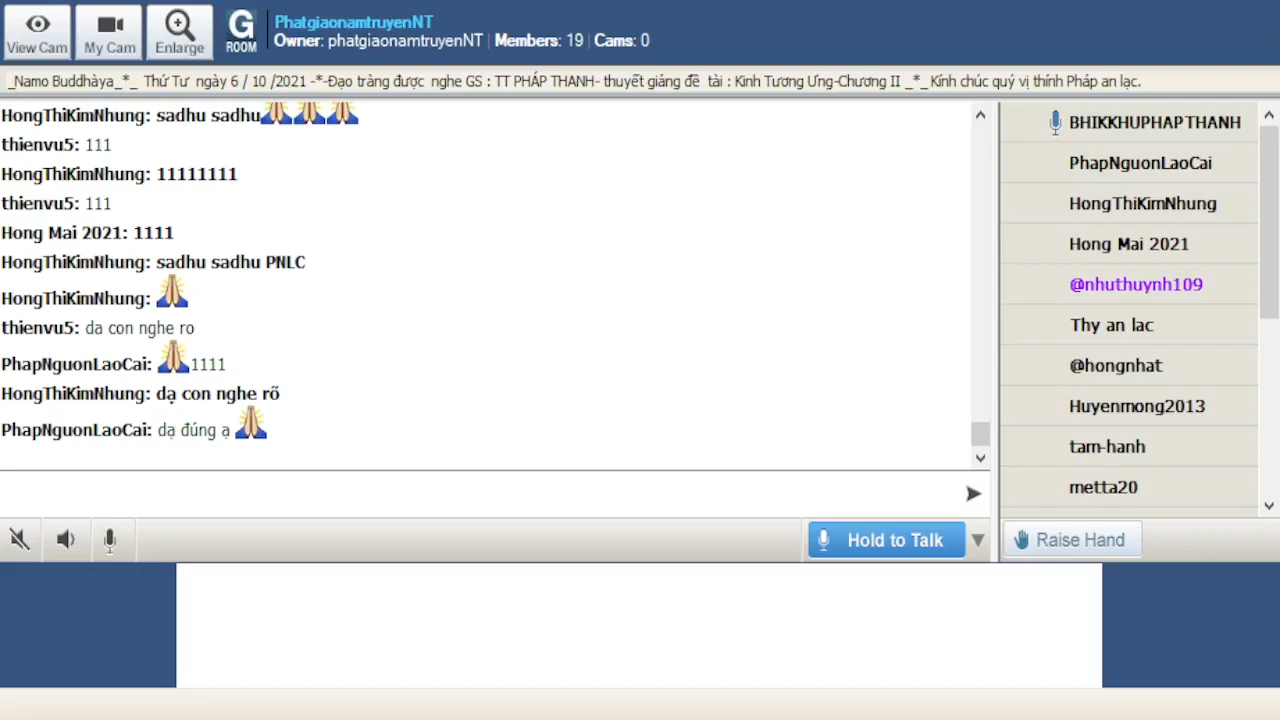 View Cam
My Cam
Enlarge
G
ROOM
PhatgiaonamtruyenNT
Owner: phatgiaonamtruyenNT | Members: 19 | Cams: 0
_Namo Buddhàya_*_ Thứ Tư ngày 6 / 10 /2021 -*-Đạo tràng được nghe GS : TT PHÁP THANH- thuyết giảng đề tài : Kinh Tương Ưng-Chương II _*_Kính chúc quý vị thính Pháp an lạc.
HongThiKimNhung: sadhu sadhu
thienvu5: 111
HongThiKimNhung: 11111111
thienvu5: 111
Hong Mai 2021: 1111
HongThiKimNhung: sadhu sadhu PNLC
HongThiKimNhung:
thienvu5: da con nghe ro
PhapNguonLaoCai: 1111
HongThiKimNhung: dạ con nghe rõ
PhapNguonLaoCai: dạ đúng ạ
BHIKKHUPHAPTHANH
PhapNguonLaoCai
HongThiKimNhung
Hong Mai 2021
@nhuthuynh109
Thy an lac
@hongnhat
Huyenmong2013
tam-hanh
metta20
Hold to Talk
Raise Hand